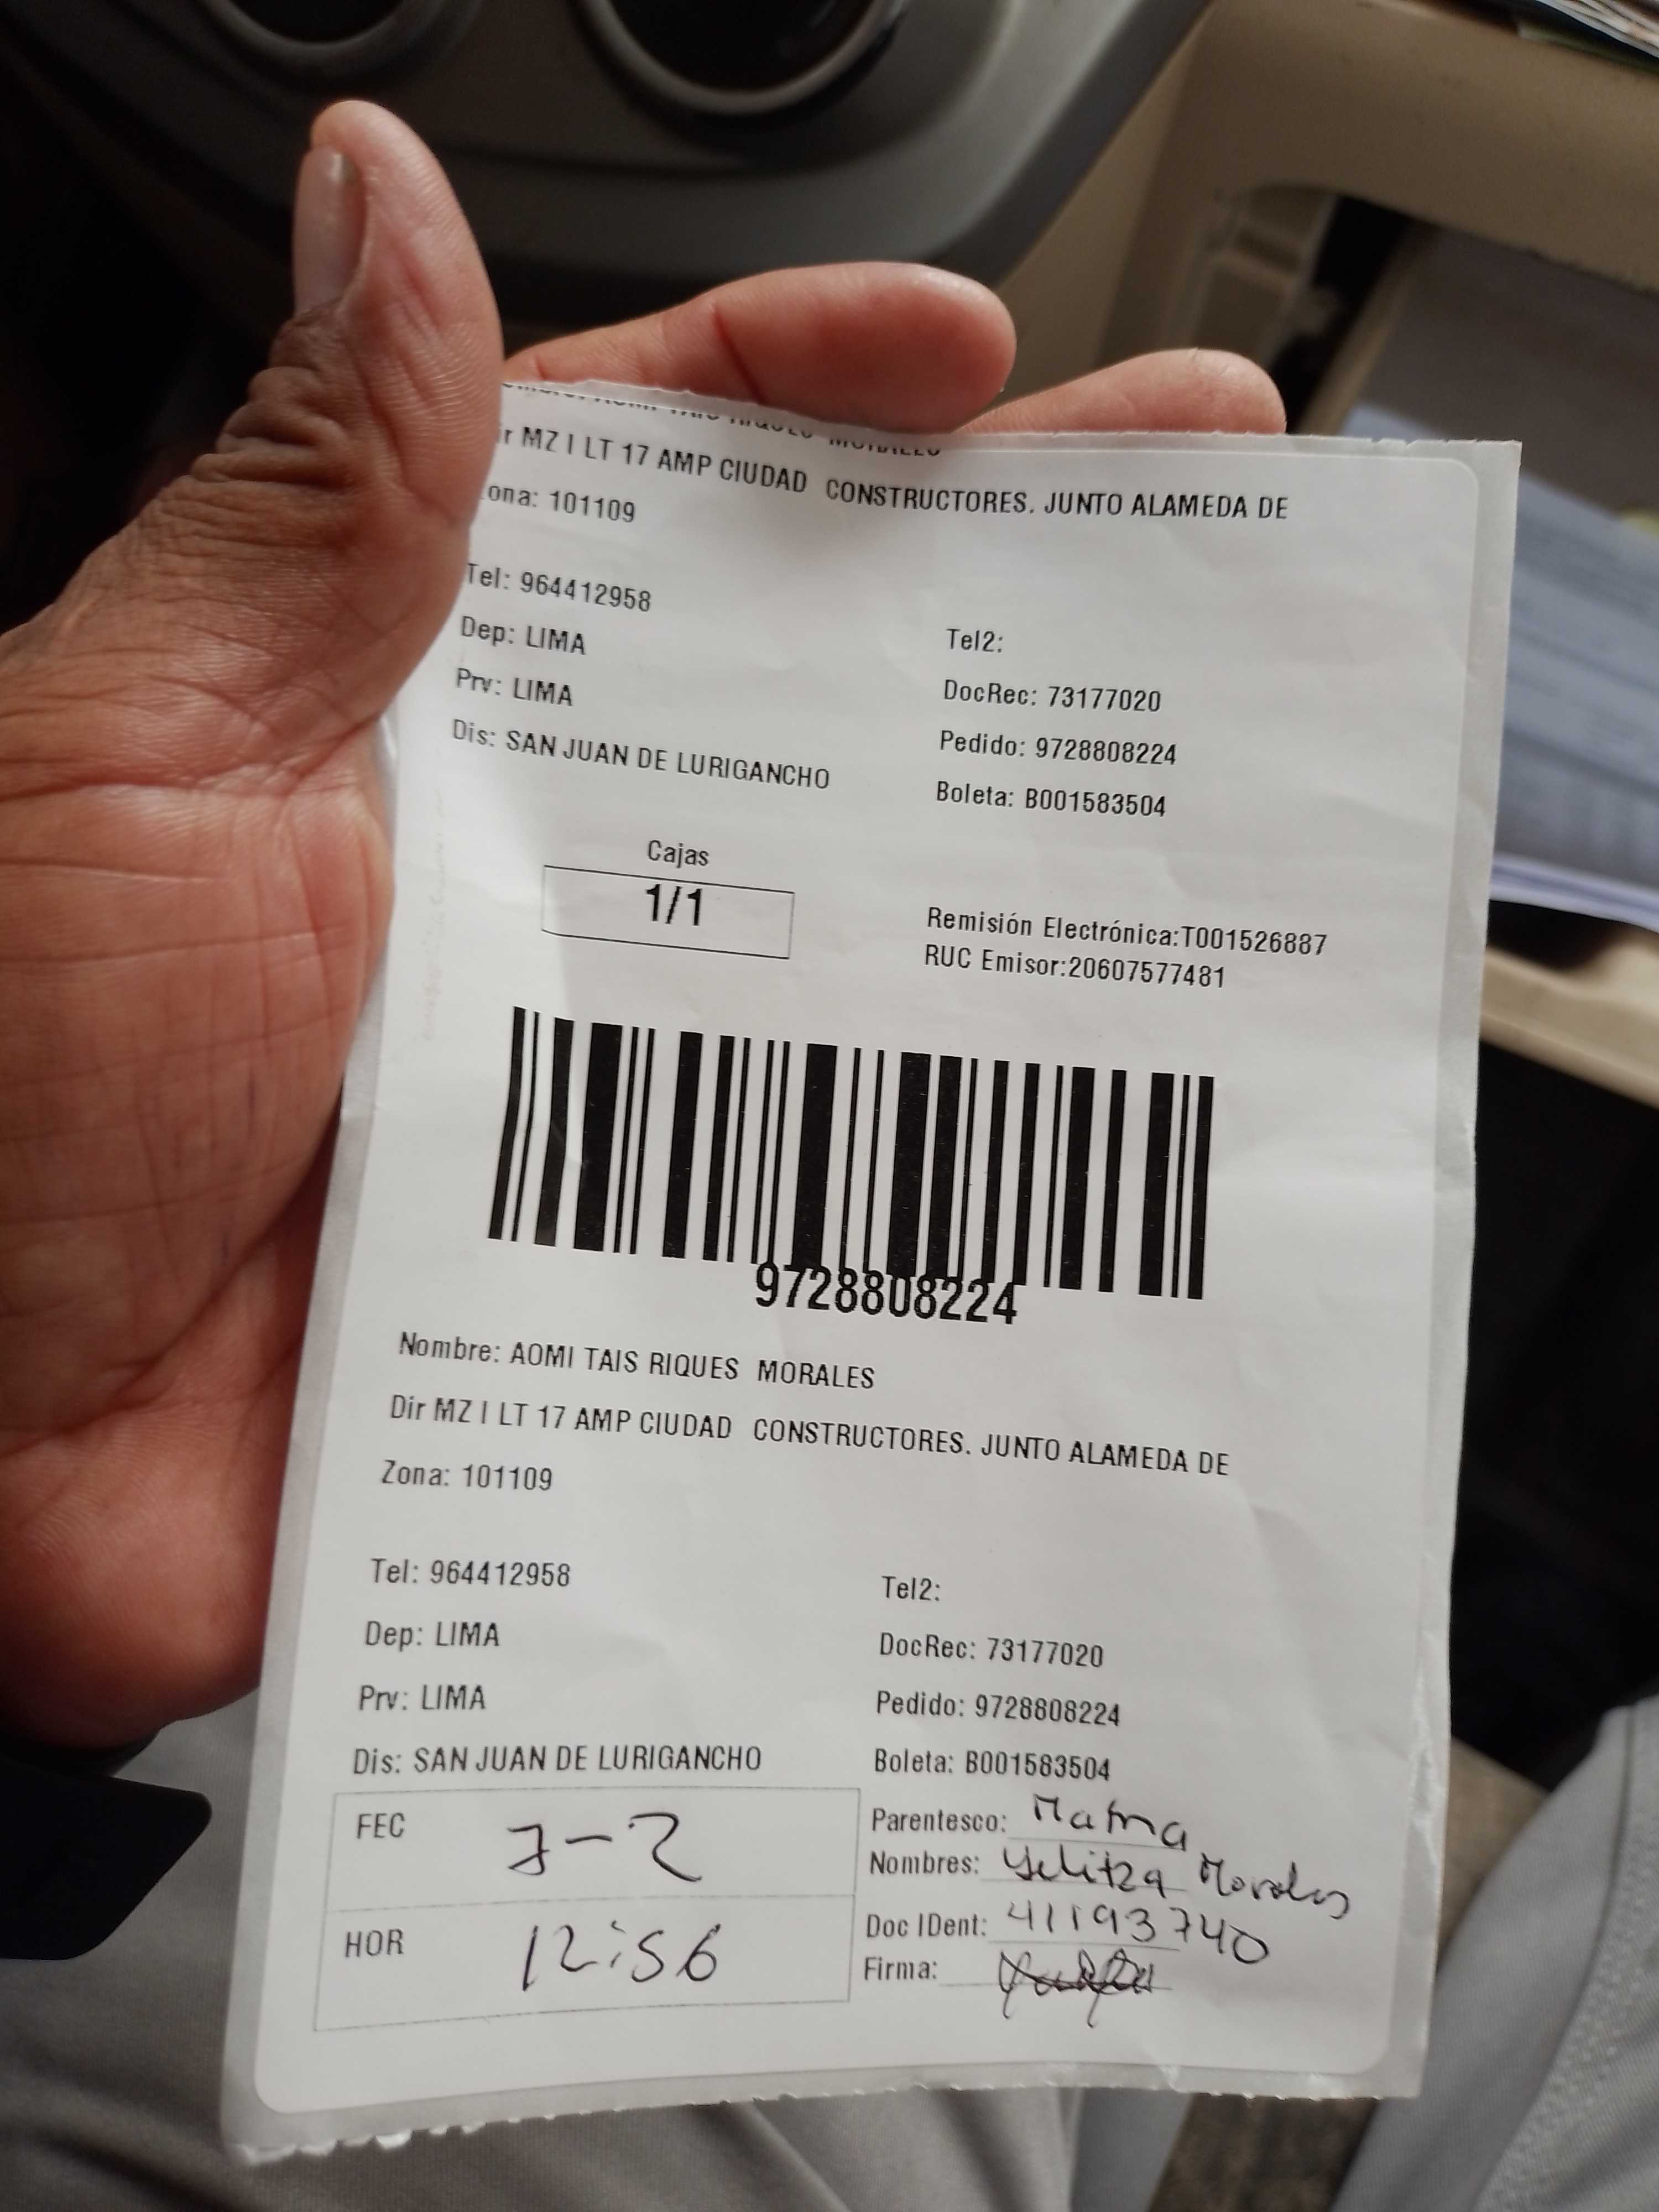 MORALES
Dir MZ I LT 17 AMP CIUDAD CONSTRUCTORES. JUNTO ALAMEDA DE
Zona: 101109
Tel: 964412958
Tel2:
Dep: LIMA
DocRec: 73177020
Prv: LIMA
Pedido: 9728808224
Dis: SAN JUAN DE LURIGANCHO
Boleta: B001583504
Cajas
1/1
Remisión Electrónica:T001526887
RUC Emisor:20607577481
9728808224
Nombre: AOMI TAIS RIQUES MORALES
Dir MZ I LT 17 AMP CIUDAD CONSTRUCTORES. JUNTO ALAMEDA DE
Zona: 101109
Tel: 964412958
Tel2:
Dep: LIMA
DocRec: 73177020
Prv: LIMA
Pedido: 9728808224
Dis: SAN JUAN DE LURIGANCHO
Boleta: B001583504
FEC 7-2
Parentesco: Mama
Nombres: Yelitza Morales
HOR 12:56
Doc IDent: 41193740
Firma: